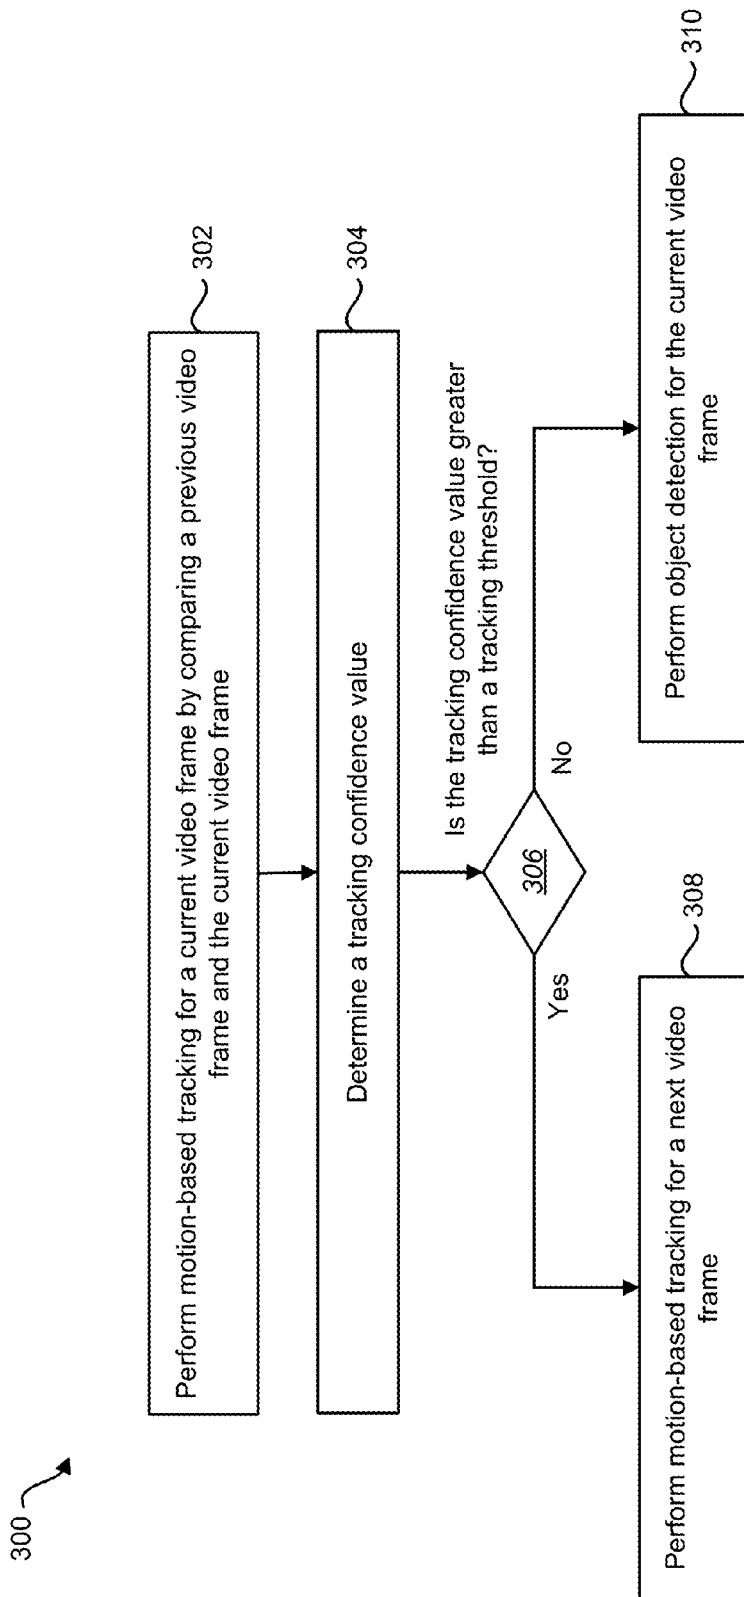 300
302
Perform motion-based tracking for a current video frame by comparing a previous video
frame and the current video frame
304
Determine a tracking confidence value
Is the tracking confidence value greater
than a tracking threshold?
306
Yes
No
308
Perform motion-based tracking for a next video
frame
310
Perform object detection for the current video
frame